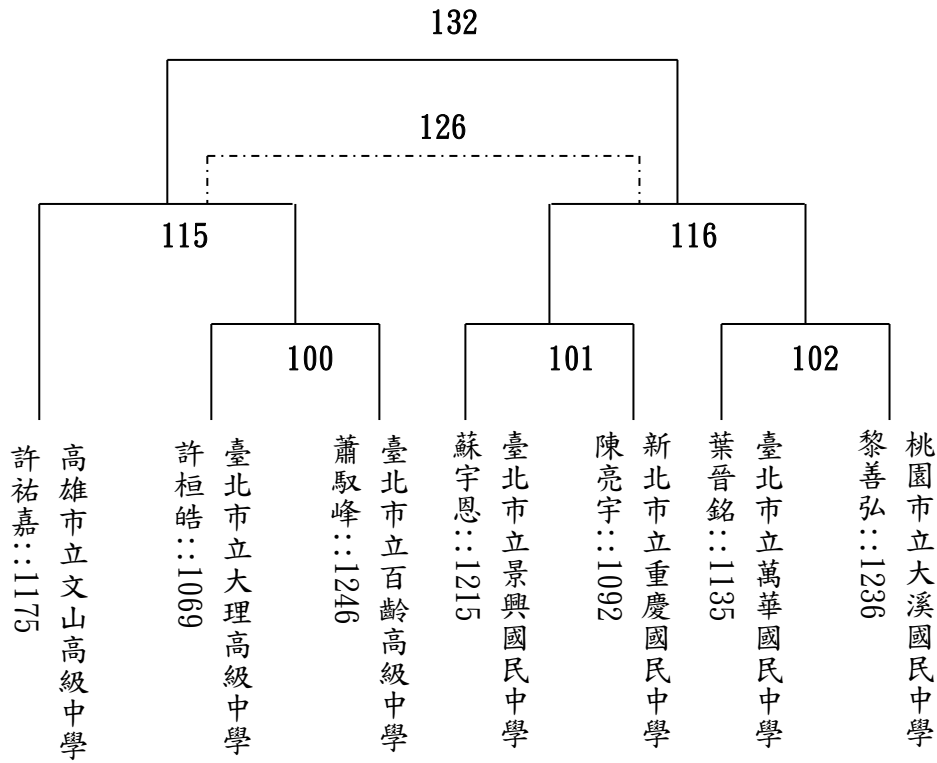 132
126
115
116
100
101
102
許祐嘉:::1175
高雄市立文山高級中學
許桓皓:::1069
臺北市立大理高級中學
蕭馭峰:::1246
臺北市立百齡高級中學
蘇宇恩:::1215
臺北市立景興國民中學
陳亮宇:::1092
新北市立重慶國民中學
葉晉銘:::1135
臺北市立萬華國民中學
黎善弘:::1236
桃園市立大溪國民中學